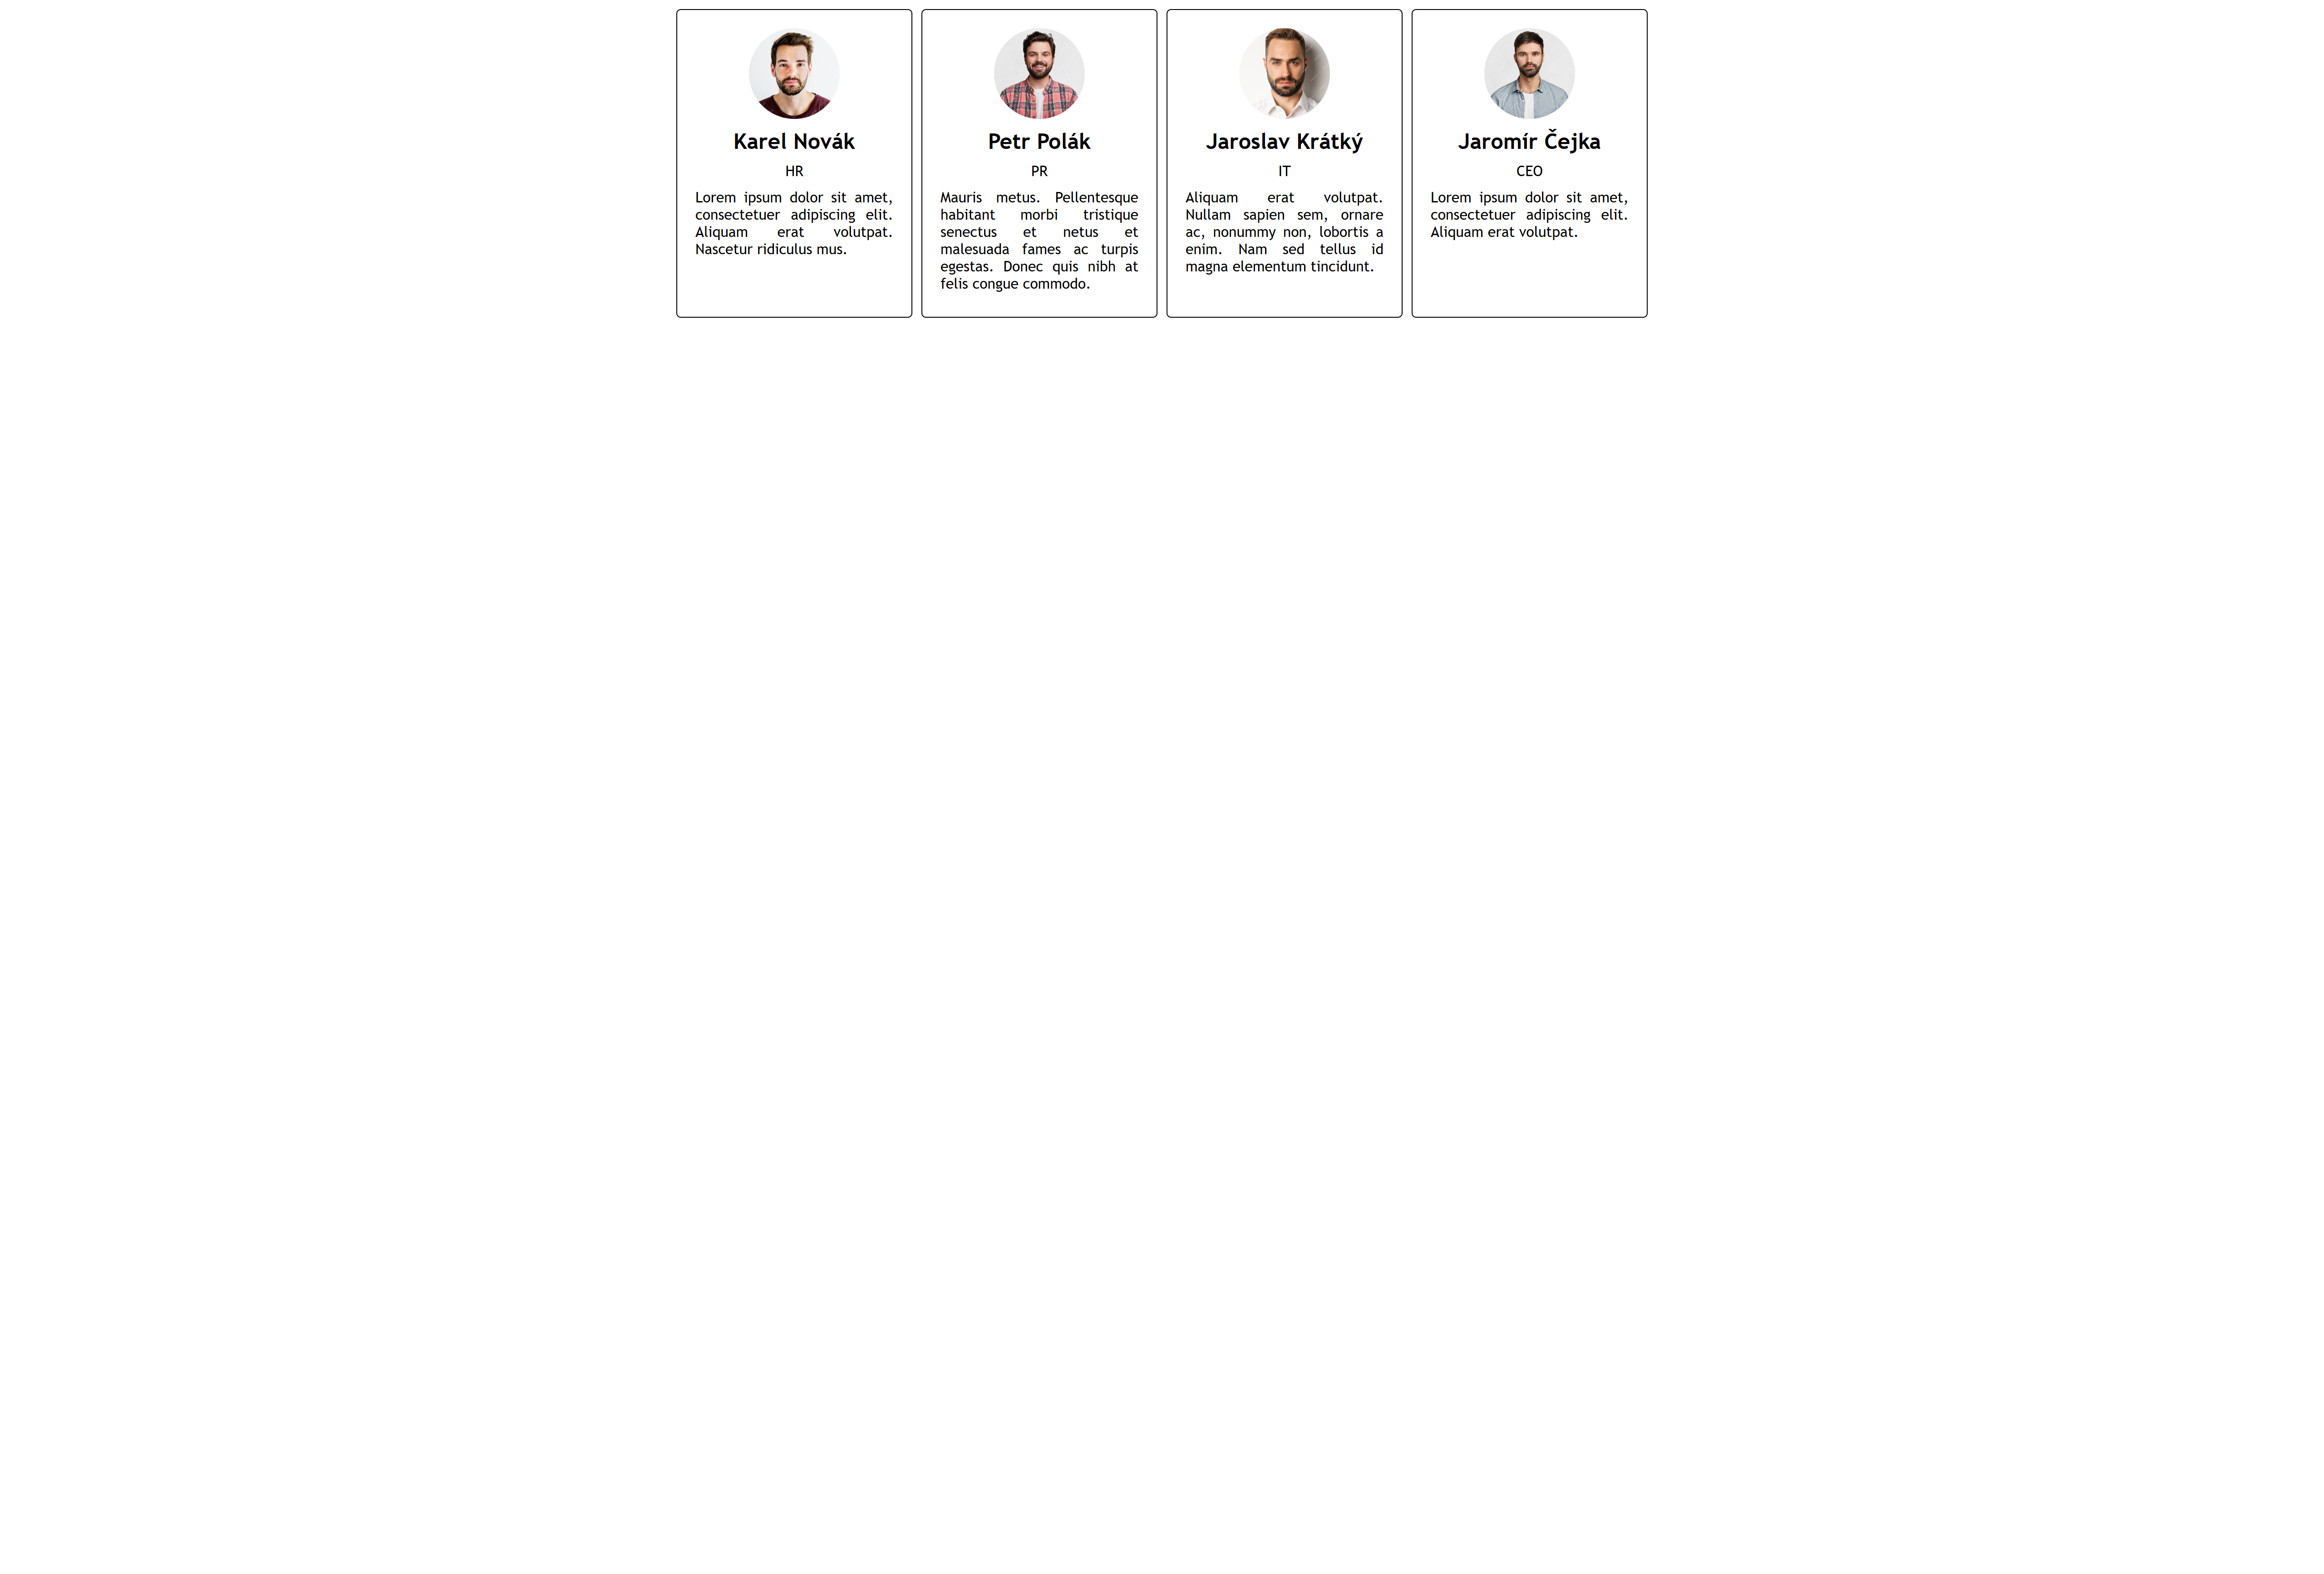 Karel Novák
HR
Lorem ipsum dolor sit amet,
consectetuer adipiscing elit.
Aliquam erat volutpat.
Nascetur ridiculus mus.
Petr Polák
PR
Mauris metus. Pellentesque
habitant morbi tristique
senectus et netus et
malesuada fames ac turpis
egestas. Donec quis nibh at
felis congue commodo.
Jaroslav Krátký
IT
Aliquam erat volutpat.
Nullam sapien sem, ornare
ac, nonummy non, lobortis a
enim. Nam sed tellus id
magna elementum tincidunt.
Jaromír Čejka
CEO
Lorem ipsum dolor sit amet,
consectetuer adipiscing elit.
Aliquam erat volutpat.